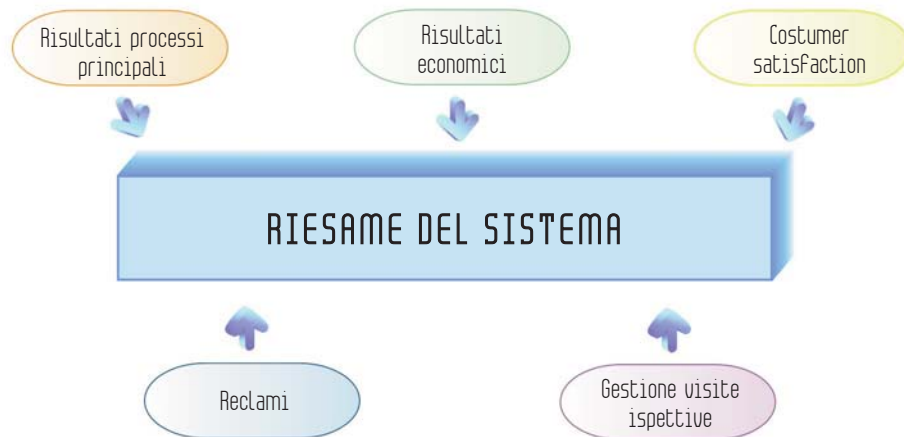 Risultati processi
principali
Risultati
economici
Costumer
satisfaction
RIESAME DEL SISTEMA
Reclami
Gestione visite
ispettive